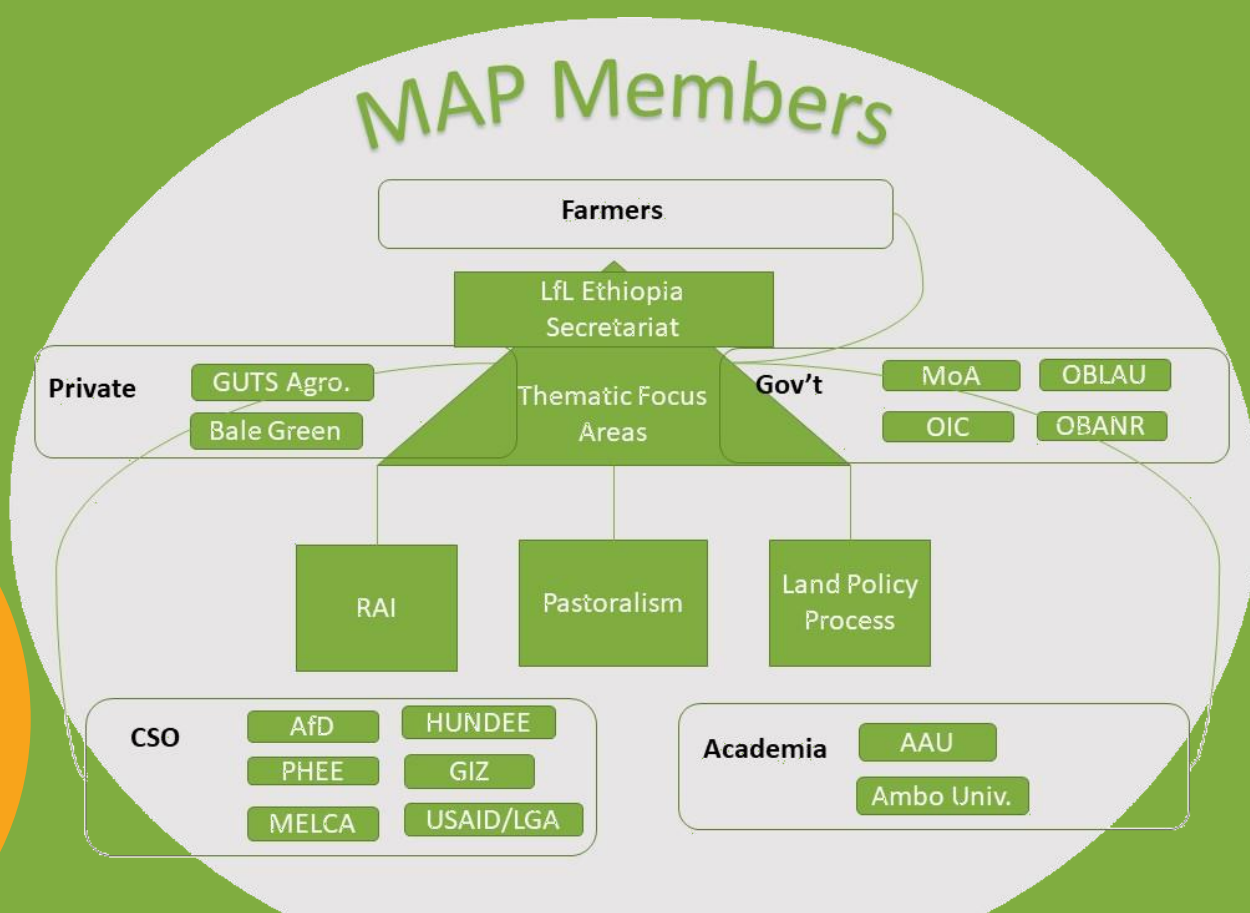 MAP Members
Farmers
LfL Ethiopia
Secretariat
Private
GUTS Agro.
Bale Green
Thematic Focus
Areas
Gov't
MoA
OBLAU
OIC
OBANR
RAI
Pastoralism
Land Policy
Process
CSO
AfD
HUNDEE
PHEE
GIZ
MELCA
USAID/LGA
Academia
AAU
Ambo Univ.